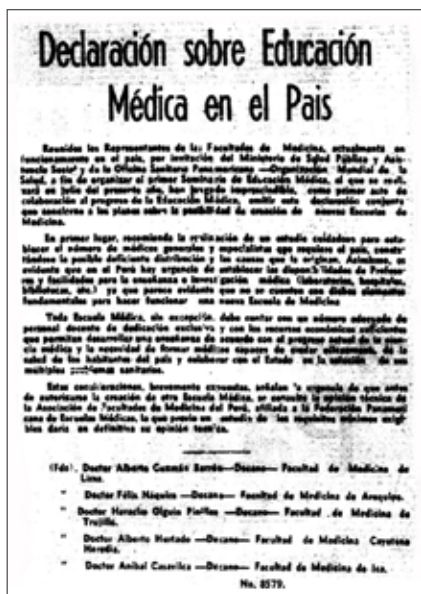 Declaración sobre Educación
Médica en el Pais
Reunidos los Representantes de las Facultades de Medicina, actualmente en
funcionamiento en el país, por invitación del Ministerio de Salud Pública y Asis-
tencia Social y de la Oficina Sanitaria Panamericana —Organización Mundial de la
Salud, a fin de organizar el primer Seminario de Educación Médica, el que se reali-
zará en julio del presente año, han juzgado imprescindible, como primer acto de
colaboración al progreso de la Educación Médica, emitir esta declaración conjunta
que concierne a los planes sobre la posibilidad de creación de nuevas Escuelas de
Medicina.
En primer lugar, recomienda la realización de un estudio cuidadoso para esta-
blecer el número de médicos generales y especialistas que requiere el país,
la posible deficiente distribución y las causas que la originan. Asimismo, es
evidente que en el Perú hay urgencia de establecer las disponibilidades de Profeso-
res y facilidades para la enseñanza e investigación médica (laboratorios, hospitales,
bibliotecas, etc.) ya que parece evidente que no se cuentan con dichos elementos
fundamentales para hacer funcionar una nueva Escuela de Medicina
Toda Escuela Médica, sin excepción, debe contar con un número adecuado de
personal docente de dedicación exclusiva y con los recursos económicos suficientes
que permitan desarrollar una enseñanza de acuerdo con el progreso actual de la cien-
cia médica y la necesidad de formar médicos capaces de cuidar eficazmente, de la
salud de los habitantes del país y colaborar con el Estado en la solución de sus
múltiples problemas sanitarios.
Estas consideraciones, brevemente expuestas, señalan la urgencia de que antes
de autorizarse la creación de otra Escuela Médica, se consulte la opinión técnica de
la Asociación de Facultades de Medicina del Perú, afiliada a la Federación Panameri-
cana de Escuelas Médicas, la que previo un estudio de los requisitos mínimos exigi-
bles daría en definitiva su opinión técnica.
(Fdo). Doctor Alberto Guzmán Barrón —Decano— Facultad de Medicina de
Lima.
" Doctor Félix Náquira —Decano— Facultad de Medicina de Arequipa.
" Doctor Horacio Olguín —Decano— Facultad de Medicina de
Trujillo.
" Doctor Alberto Hurtado —Decano— Facultad de Medicina Cayetano
Heredia.
" Doctor Aníbal —Decano— Facultad de Medicina de Ica.
No. 8579.